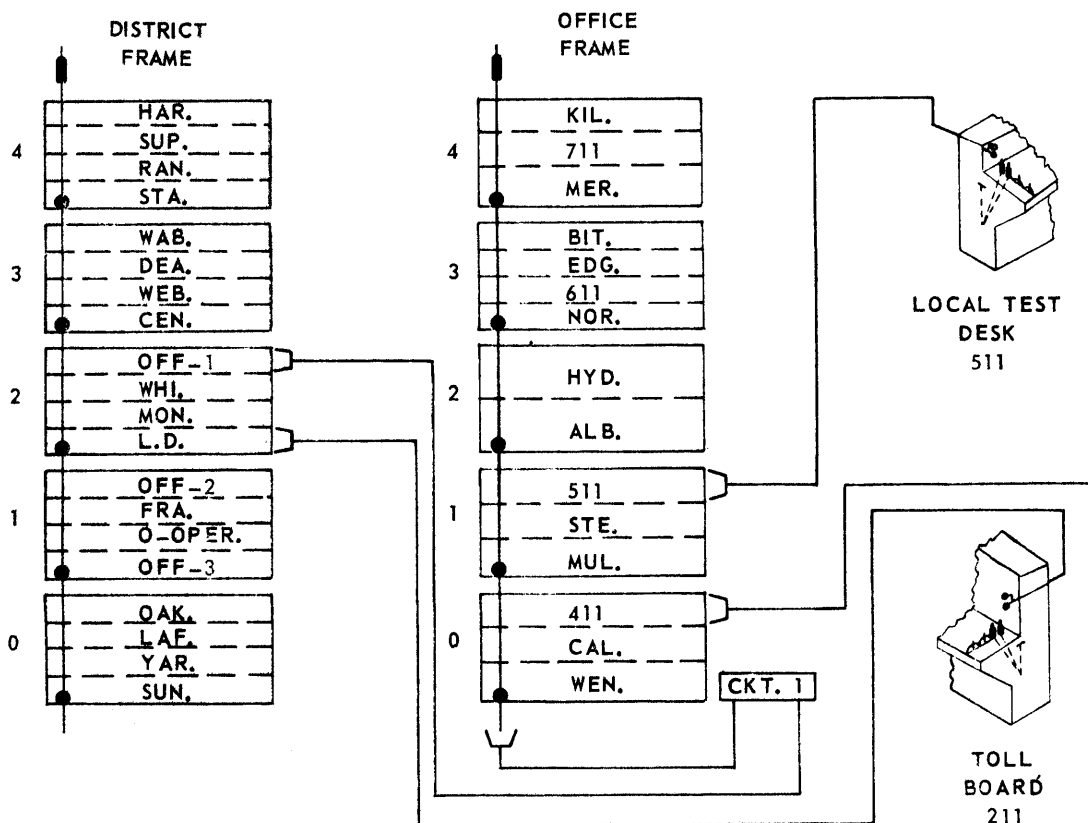 DISTRICT
FRAME
4
HAR.
SUP.
RAN.
STA.
3
WAB.
DEA.
WEB.
CEN.
2
OFF-1
WHI.
MON.
L.D.
1
OFF-2
FRA.
O-OPER.
OFF-3
0
OAK.
LAF.
YAR.
SUN.
OFFICE
FRAME
4
KIL.
711
MER.
3
BIT.
EDG.
611
NOR.
2
HYD.
ALB.
1
511
STE.
MUL.
0
411
CAL.
WEN.
CKT. 1
LOCAL TEST
DESK
511
TOLL
BOARD
211